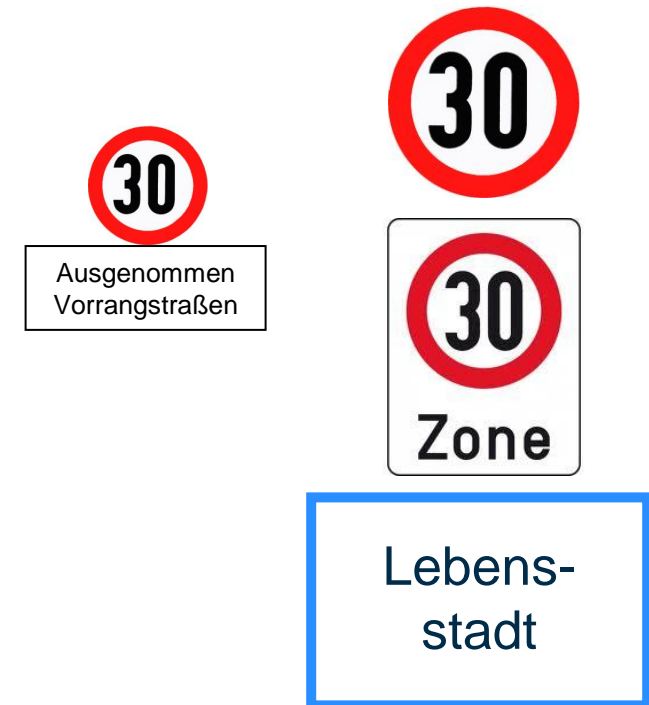 30
Ausgenommen
Vorrangstraßen
30
30
Zone
Lebens-
stadt